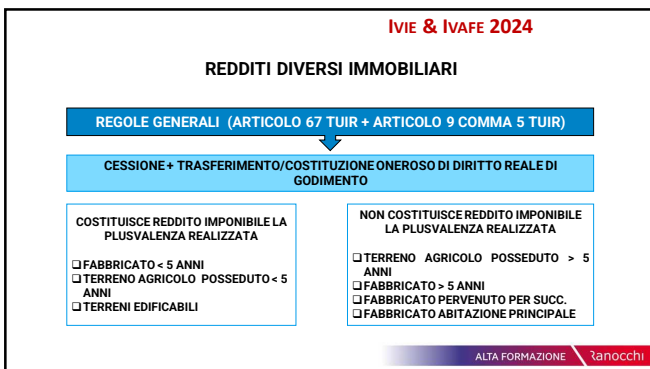 IVIE & IVAFE 2024
REDDITI DIVERSI IMMOBILIARI
REGOLE GENERALI (ARTICOLO 67 TUIR + ARTICOLO 9 COMMA 5 TUIR)
CESSIONE + TRASFERIMENTO/COSTITUZIONE ONEROSO DI DIRITTO REALE DI
GODIMENTO
COSTITUISCE REDDITO IMPONIBILE LA
PLUSVALENZA REALIZZATA
❑FABBRICATO < 5 ANNI
❑TERRENO AGRICOLO POSSEDUTO < 5
ANNI
❑TERRENI EDIFICABILI
NON COSTITUISCE REDDITO IMPONIBILE
LA PLUSVALENZA REALIZZATA
❑TERRENO AGRICOLO POSSEDUTO > 5
ANNI
❑FABBRICATO > 5 ANNI
❑FABBRICATO PERVENUTO PER SUCC.
❑FABBRICATO ABITAZIONE PRINCIPALE
ALTA FORMAZIONE Ranocchi